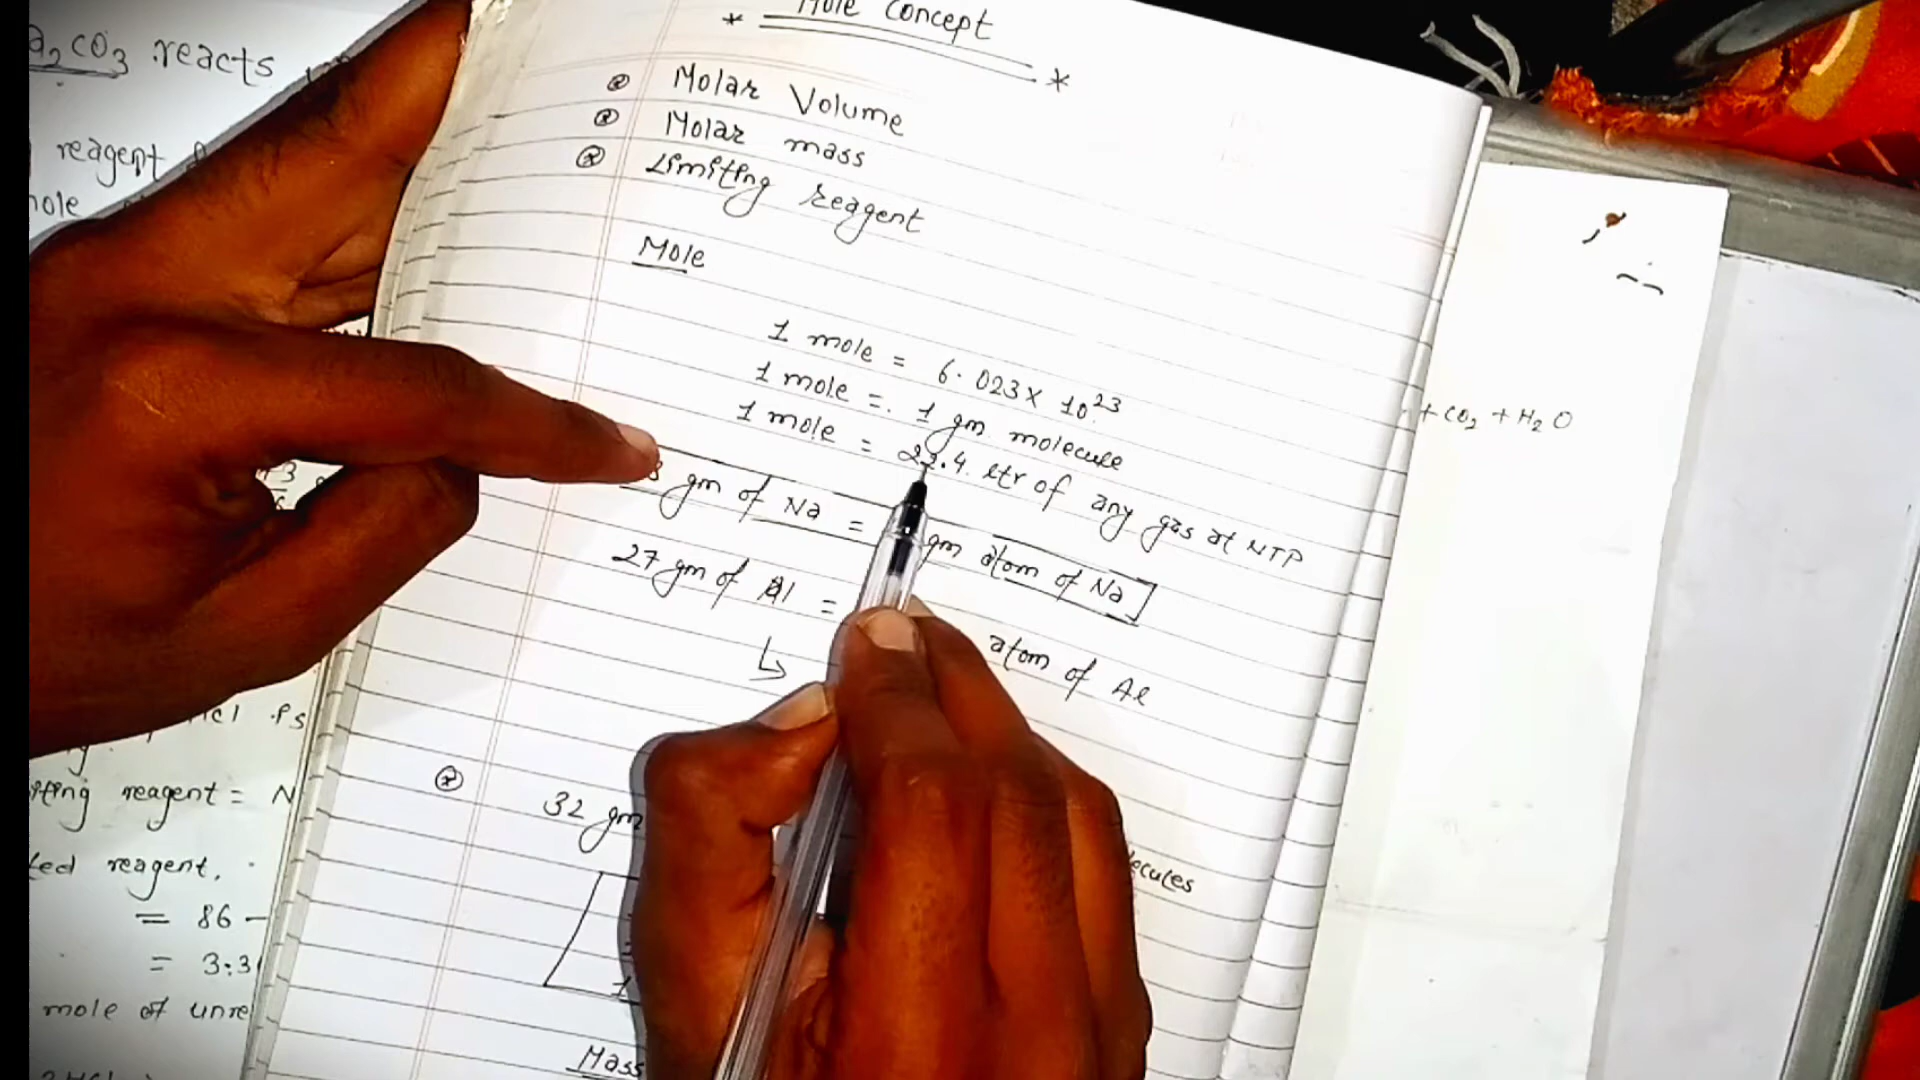 * Mole Concept *
Molar Volume
Molar mass
Limiting reagent
Mole
1 mole = 6.023 x 10²³
1 mole = 1 gm molecule
1 mole = 22.4 ltr of any gas at NTP
gm of Na = gm atom of Na]
27 gm of Al = atom of Al
↳
32 gm
1
Mass
reacts
reagent
= 86 -
reagent = N
reagent,
= 3.3
mole of unre
+ CO₂ + H₂O